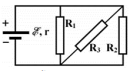 +
−
ℰ, r
R₁
R₃
R₂